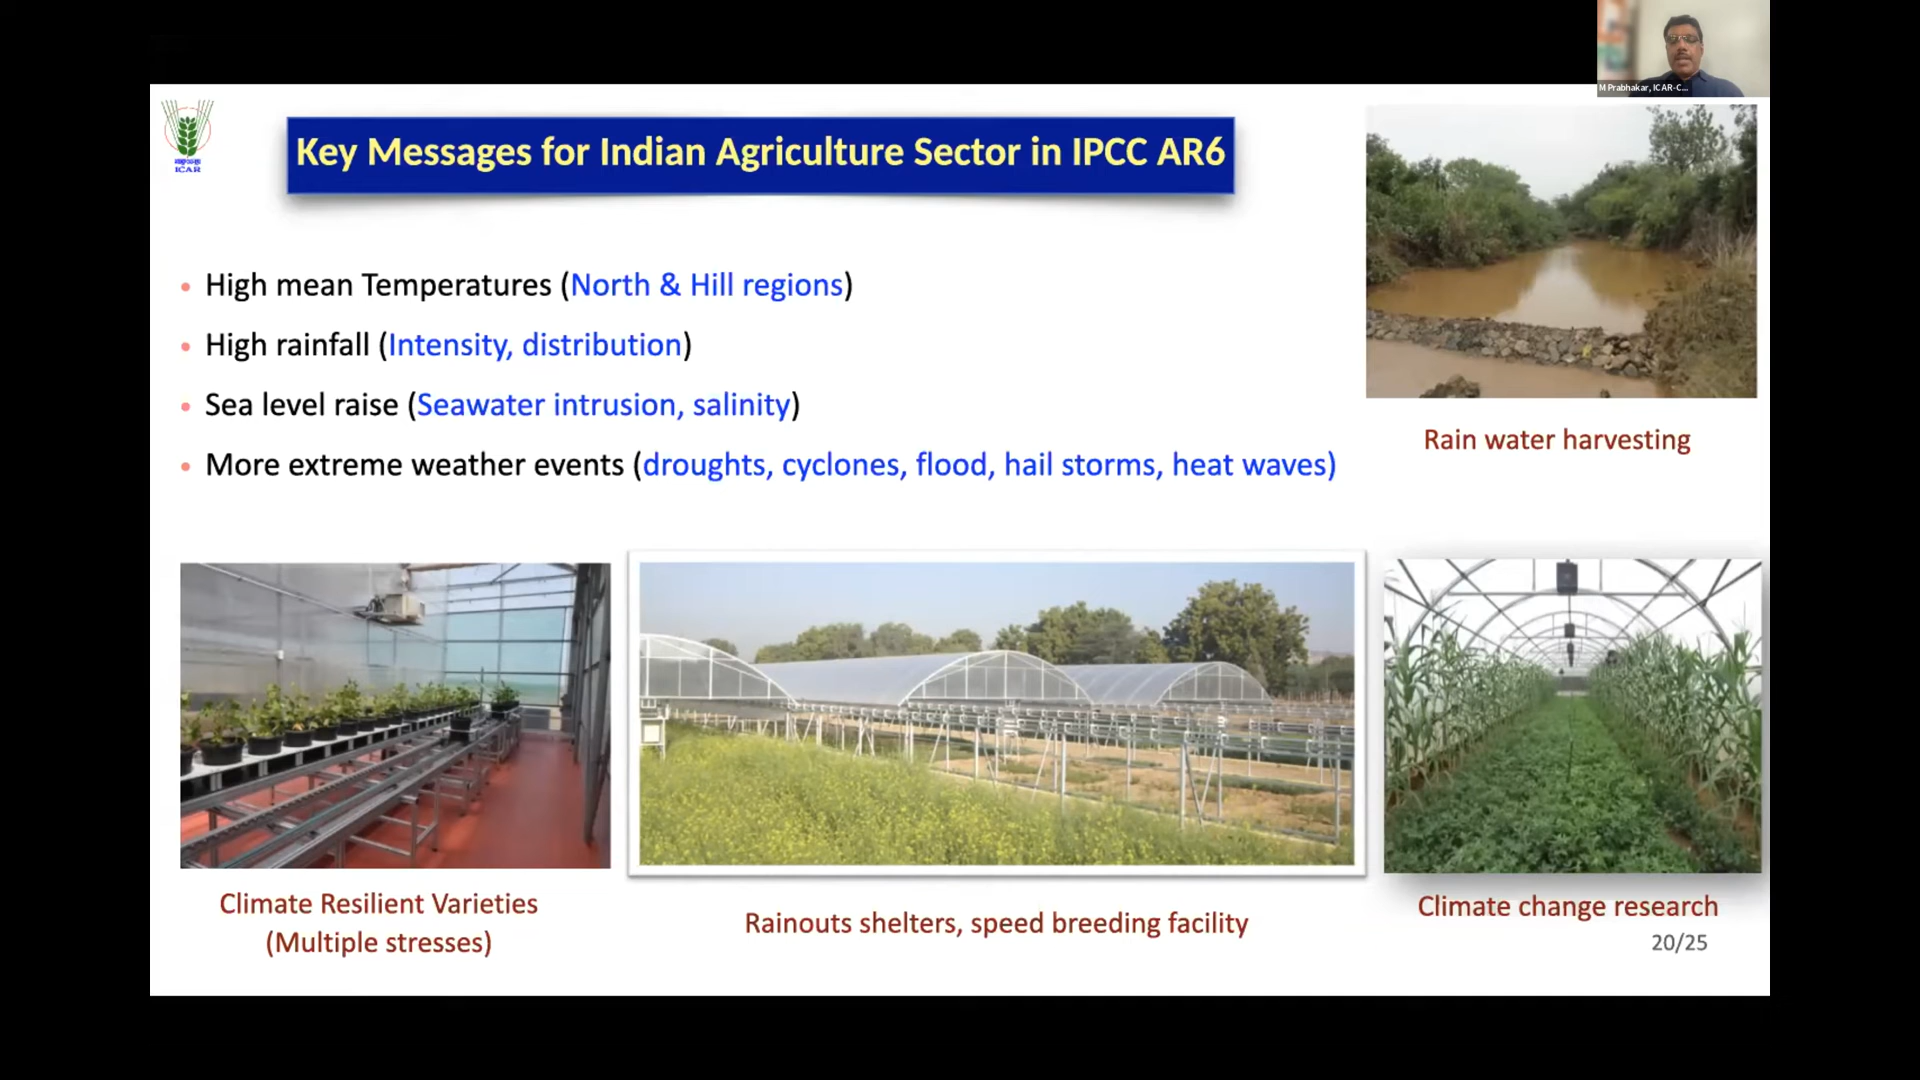 M Prabhakar, ICAR-C...
ICAR
Key Messages for Indian Agriculture Sector in IPCC AR6
• High mean Temperatures (North & Hill regions)
• High rainfall (Intensity, distribution)
• Sea level raise (Seawater intrusion, salinity)
• More extreme weather events (droughts, cyclones, flood, hail storms, heat waves)
Rain water harvesting
Climate Resilient Varieties
(Multiple stresses)
Rainouts shelters, speed breeding facility
Climate change research
20/25